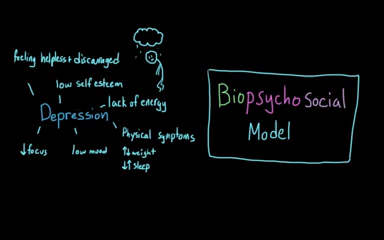 feeling helpless + discouraged
low self esteem
lack of energy
Depression
Physical symptoms
↑↓ weight
↓↑ sleep
↓ focus
low mood
Biopsychosocial
Model